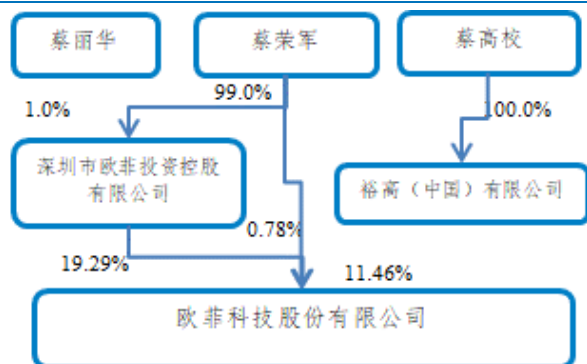 蔡丽华
蔡荣军
蔡高校
1.0%
99.0%
100.0%
深圳市欧菲投资控股
有限公司
裕高（中国）有限公司
0.78%
19.29%
11.46%
欧菲科技股份有限公司